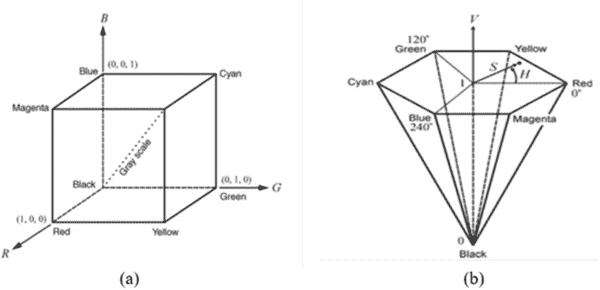 B
Blue
(0, 0, 1)
Cyan
Magenta
Gray scale
Black
(0, 1, 0)
G
Green
(1, 0, 0)
Red
Yellow
R
(a)
V
120°
Green
Yellow
S
H
Cyan
1
Red
0°
Blue
240°
Magenta
0
Black
(b)